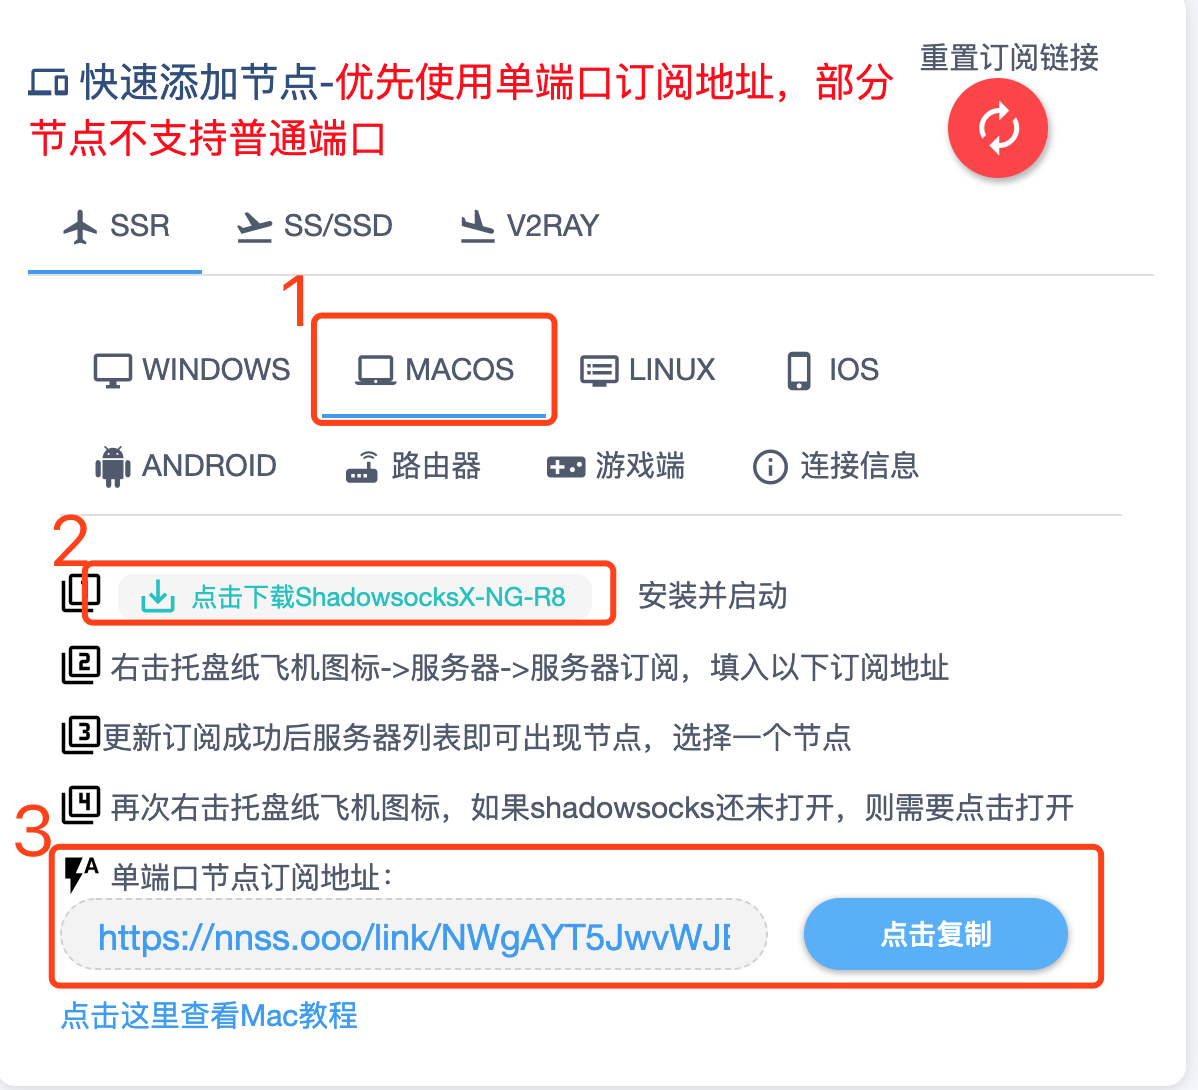 重置订阅链接
快速添加节点-优先使用单端口订阅地址，部分
节点不支持普通端口
SSR SS/SSD V2RAY
1
WINDOWS MACOS LINUX IOS
ANDROID 路由器 游戏端 连接信息
2
1 点击下载ShadowsocksX-NG-R8 安装并启动
2 右击托盘纸飞机图标->服务器->服务器订阅，填入以下订阅地址
3 更新订阅成功后服务器列表即可出现节点，选择一个节点
4 再次右击托盘纸飞机图标，如果shadowsocks还未打开，则需要点击打开
3
A 单端口节点订阅地址：
https://nnss.ooo/link/NWgAYT5JwvWJ 点击复制
点击这里查看Mac教程